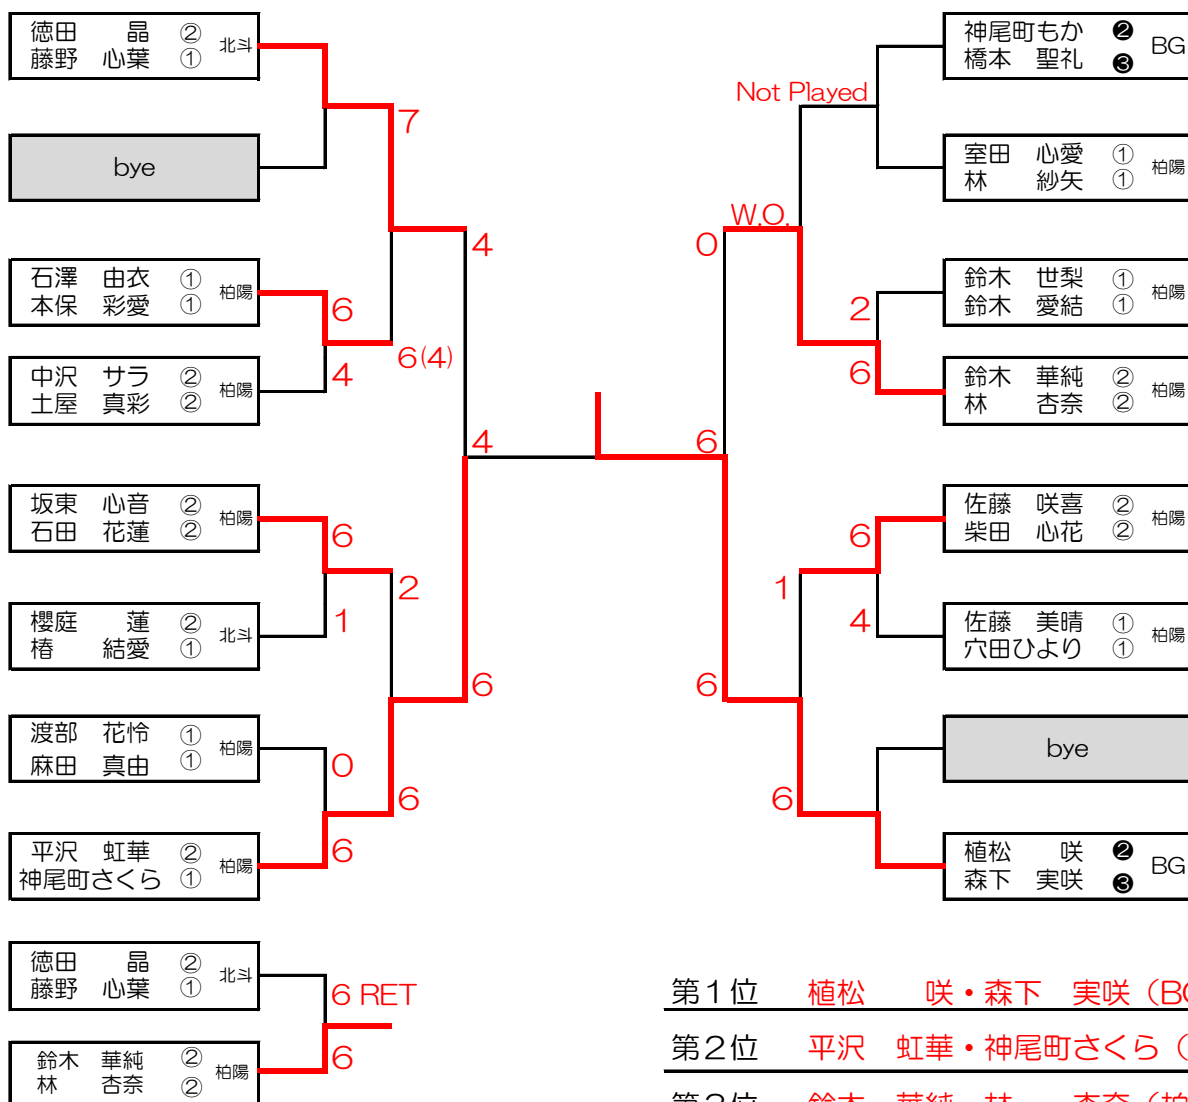 徳田　晶 ② 北斗
藤野　心葉 ①
bye
7
4
石澤　由衣 ① 柏陽
本保　彩愛 ①
6
6(4)
中沢　サラ ② 柏陽
土屋　真彩 ②
4
4
坂東　心音 ② 柏陽
石田　花蓮 ②
6
2
櫻庭　蓮 ② 北斗
椿　結愛 ①
1
6
渡部　花怜 ① 柏陽
麻田　真由 ①
0
6
平沢　虹華 ② 柏陽
神尾町さくら ①
6
徳田　晶 ② 北斗
藤野　心葉 ①
6 RET
鈴木　華純 ② 柏陽
林　杏奈 ②
6
神尾町もか ❷ BG
橋本　聖礼 ❸
Not Played
室田　心愛 ① 柏陽
林　紗矢 ①
W.O.
0
鈴木　世梨 ① 柏陽
鈴木　愛結 ①
2
6
鈴木　華純 ② 柏陽
林　杏奈 ②
6
佐藤　咲喜 ② 柏陽
柴田　心花 ②
6
1
佐藤　美晴 ① 柏陽
穴田ひより ①
4
6
bye
6
植松　咲 ❷ BG
森下　実咲 ❸
第1位　植松　咲・森下　実咲（BG
第2位　平沢　虹華・神尾町さくら（